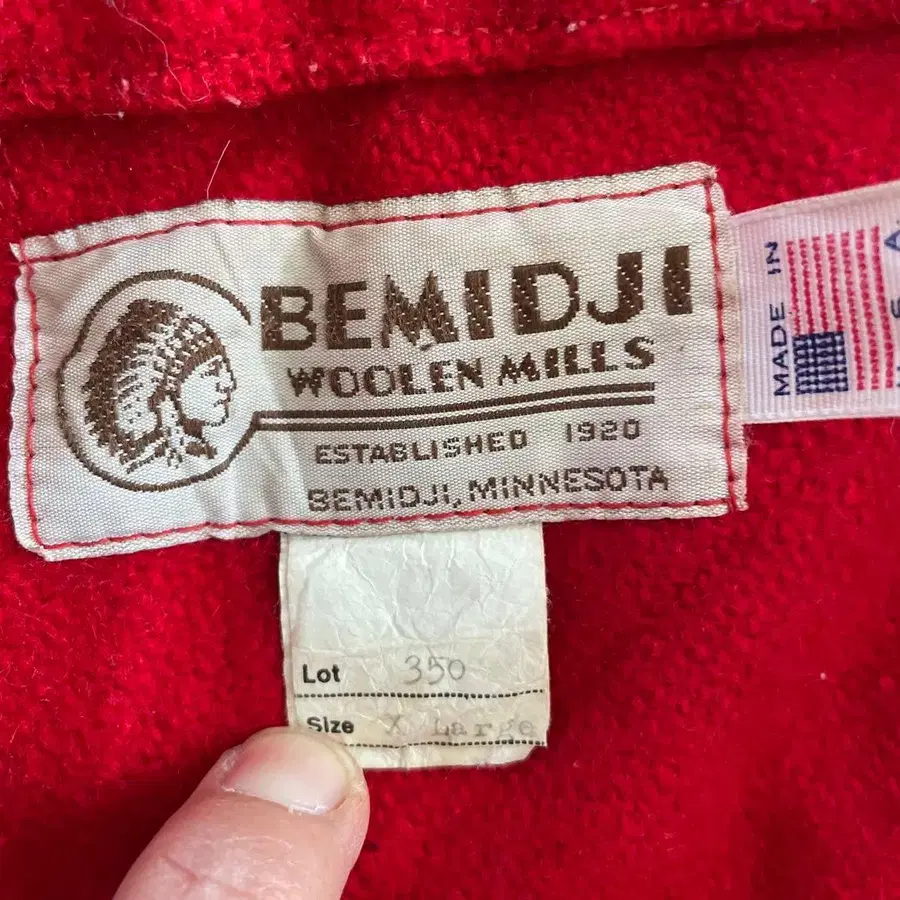 BEMIDJI
WOOLEN MILLS
ESTABLISHED 1920
BEMIDJI, MINNESOTA
MADE IN
Lot 350
Size X Large